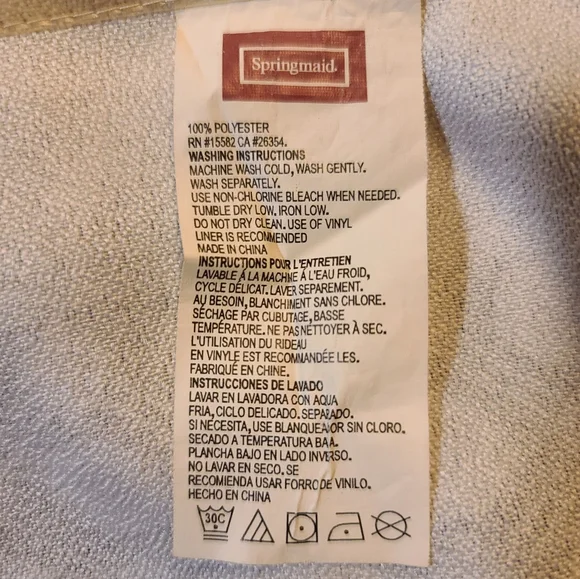 Springmaid.
100% POLYESTER
RN #15582 CA #26354.
WASHING INSTRUCTIONS
MACHINE WASH COLD, WASH GENTLY.
WASH SEPARATELY.
USE NON-CHLORINE BLEACH WHEN NEEDED.
TUMBLE DRY LOW. IRON LOW.
DO NOT DRY CLEAN. USE OF VINYL
LINER IS RECOMMENDED
MADE IN CHINA
INSTRUCTIONS POUR L'ENTRETIEN
LAVABLE Á LA MACHNE Á L'EAU FROID,
CYCLE DÉLICAT. LAVER SEPAREMENT.
AU BESOIN, BLANCHIMENT SANS CHLORE.
SÉCHAGE PAR CUBUTAGE, BASSE
TEMPÉRATURE. NE PAS NETTOYER À SEC.
L'UTILISATION DU RIDEAU
EN VINYLE EST RECOMMANDÉE LES.
FABRIQUÉ EN CHINE.
INSTRUCCIONES DE LAVADO
LAVAR EN LAVADORA CON AQUA
FRIA, CICLO DELICADO. SEPARADO.
SI NECESITA, USE BLANQUEADOR SIN CLORO.
SECADO A TEMPERATURA BAA.
PLANCHA BAJO EN LADO INVERSO.
NO LAVAR EN SECO. SE
RECOMIENDA USAR FORRO DE VINILO.
HECHO EN CHINA
30C